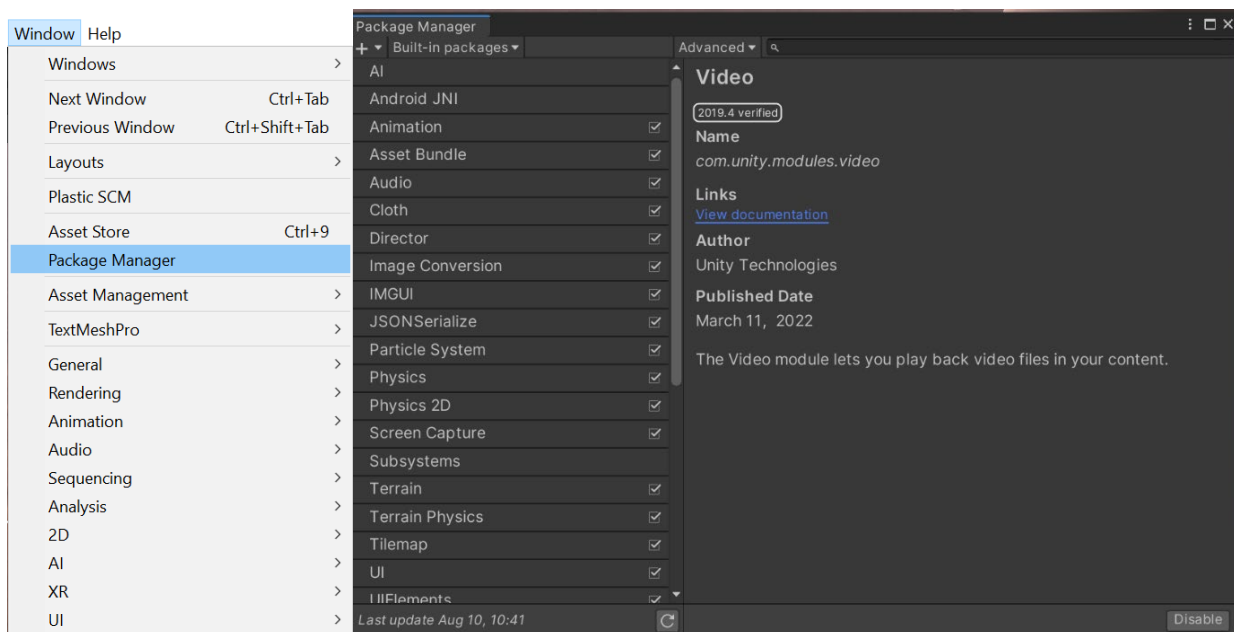 Window Help
Windows
Next Window Ctrl+Tab
Previous Window Ctrl+Shift+Tab
Layouts
Plastic SCM
Asset Store Ctrl+9
Package Manager
Asset Management
TextMeshPro
General
Rendering
Animation
Audio
Sequencing
Analysis
2D
AI
XR
UI
Package Manager
Built-in packages
Advanced
AI
Android JNI
Animation
Asset Bundle
Audio
Cloth
Director
Image Conversion
IMGUI
JSONSerialize
Particle System
Physics
Physics 2D
Screen Capture
Subsystems
Terrain
Terrain Physics
Tilemap
UI
UIElements
Last update Aug 10, 10:41
Video
2019.4 verified
Name
com.unity.modules.video
Links
View documentation
Author
Unity Technologies
Published Date
March 11, 2022
The Video module lets you play back video files in your content.
Disable